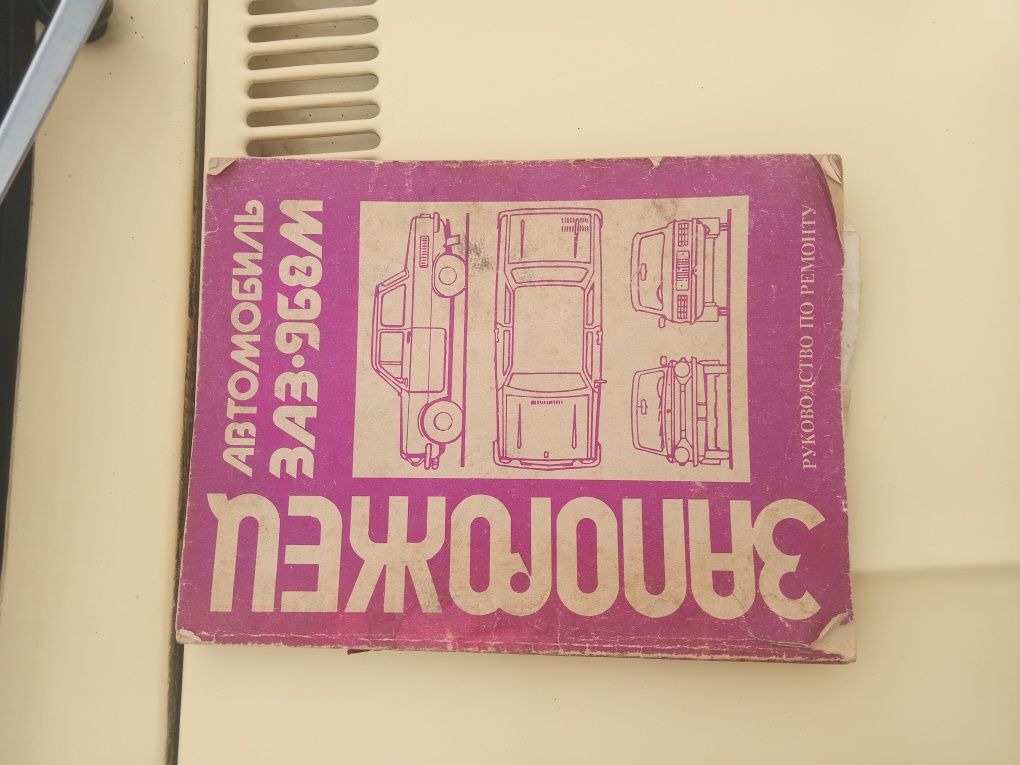 АВТОМОБИЛЬ
ЗАЗ·968М
ЗАПОРОЖЕЦ
РУКОВОДСТВО ПО РЕМОНТУ